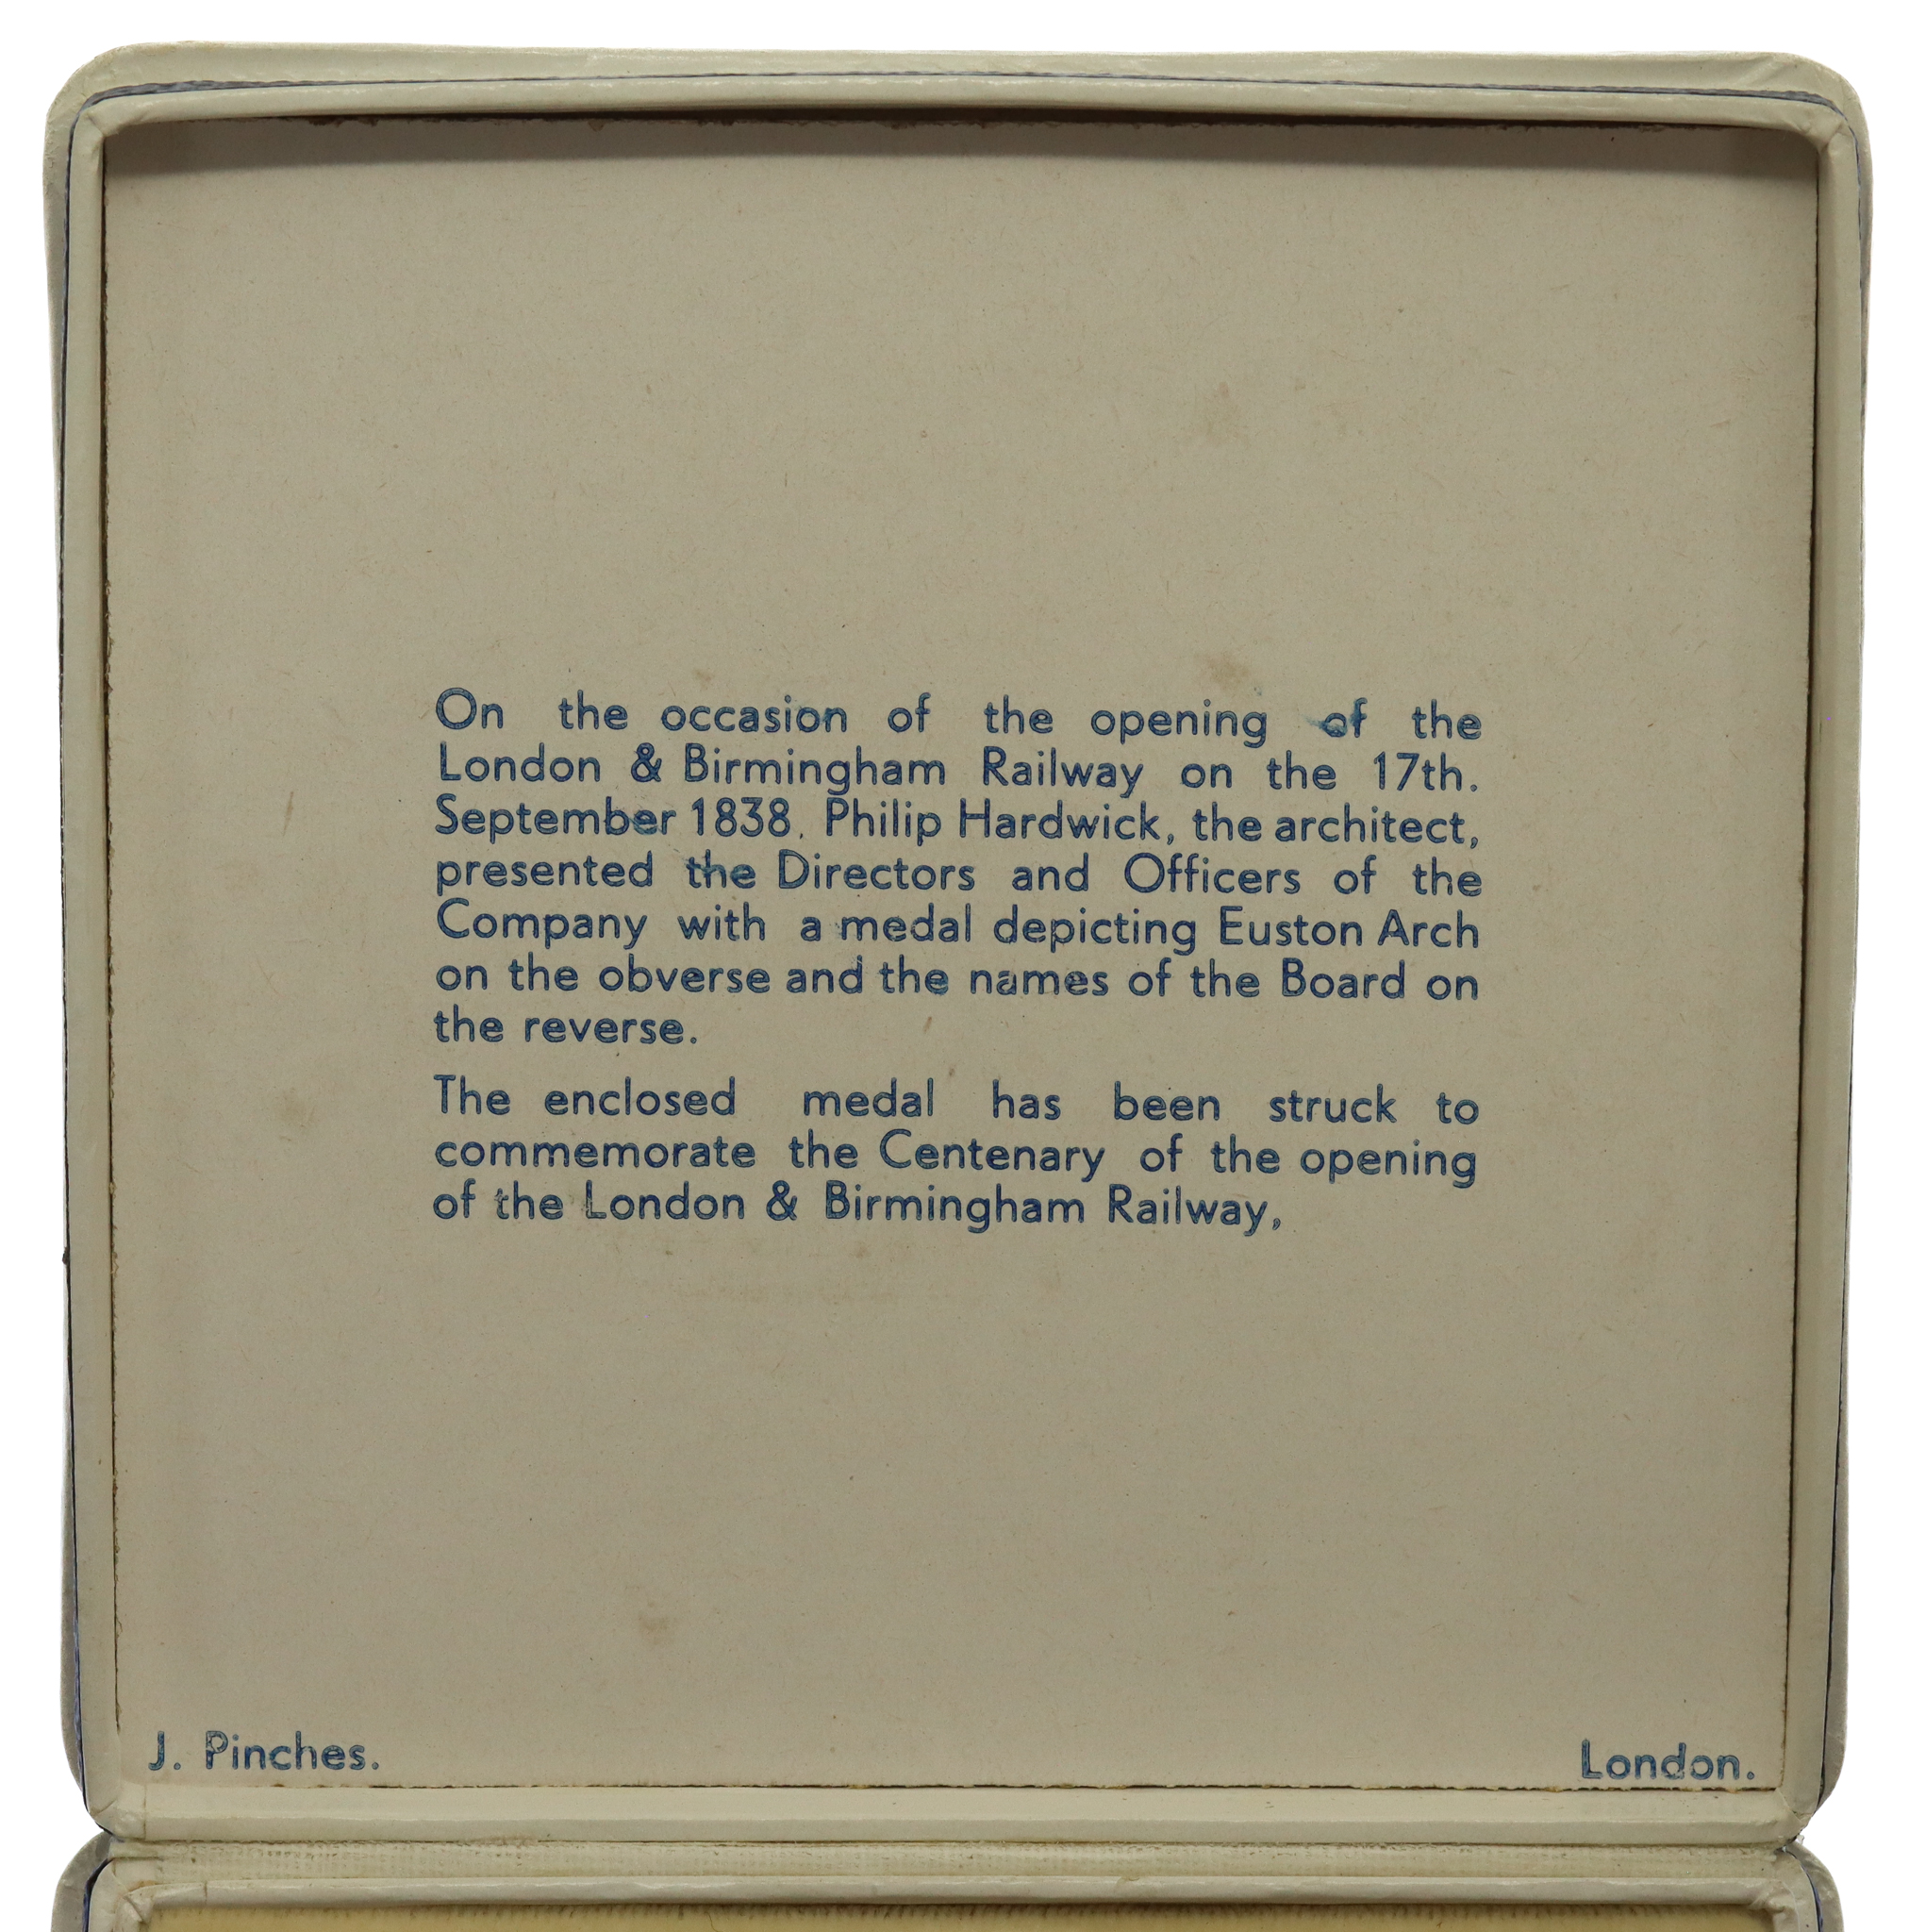 On the occasion of the opening of the
London & Birmingham Railway on the 17th.
September 1838. Philip Hardwick, the architect,
presented the Directors and Officers of the
Company with a medal depicting Euston Arch
on the obverse and the names of the Board on
the reverse.
The enclosed medal has been struck to
commemorate the Centenary of the opening
of the London & Birmingham Railway,
J. Pinches. London.